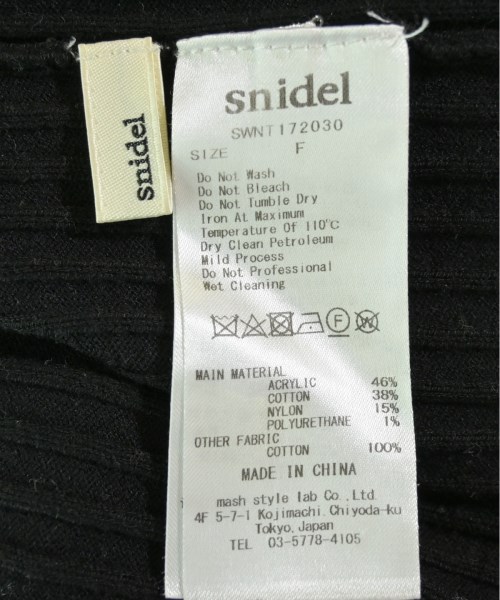 snidel
snidel
SWNT172030
SIZE F
Do Not Wash
Do Not Bleach
Do Not Tumble Dry
Iron At Maximum
Temperature Of 110℃
Dry Clean Petroleum
Mild Process
Do Not Professional
Wet Cleaning
F W
MAIN MATERIAL
ACRYLIC 46%
COTTON 38%
NYLON 15%
POLYURETHANE 1%
OTHER FABRIC
COTTON 100%
MADE IN CHINA
mash style lab Co.,Ltd.
4F 5-7-1 Kojimachi.Chiyoda-ku
Tokyo.Japan
TEL 03-5778-4105